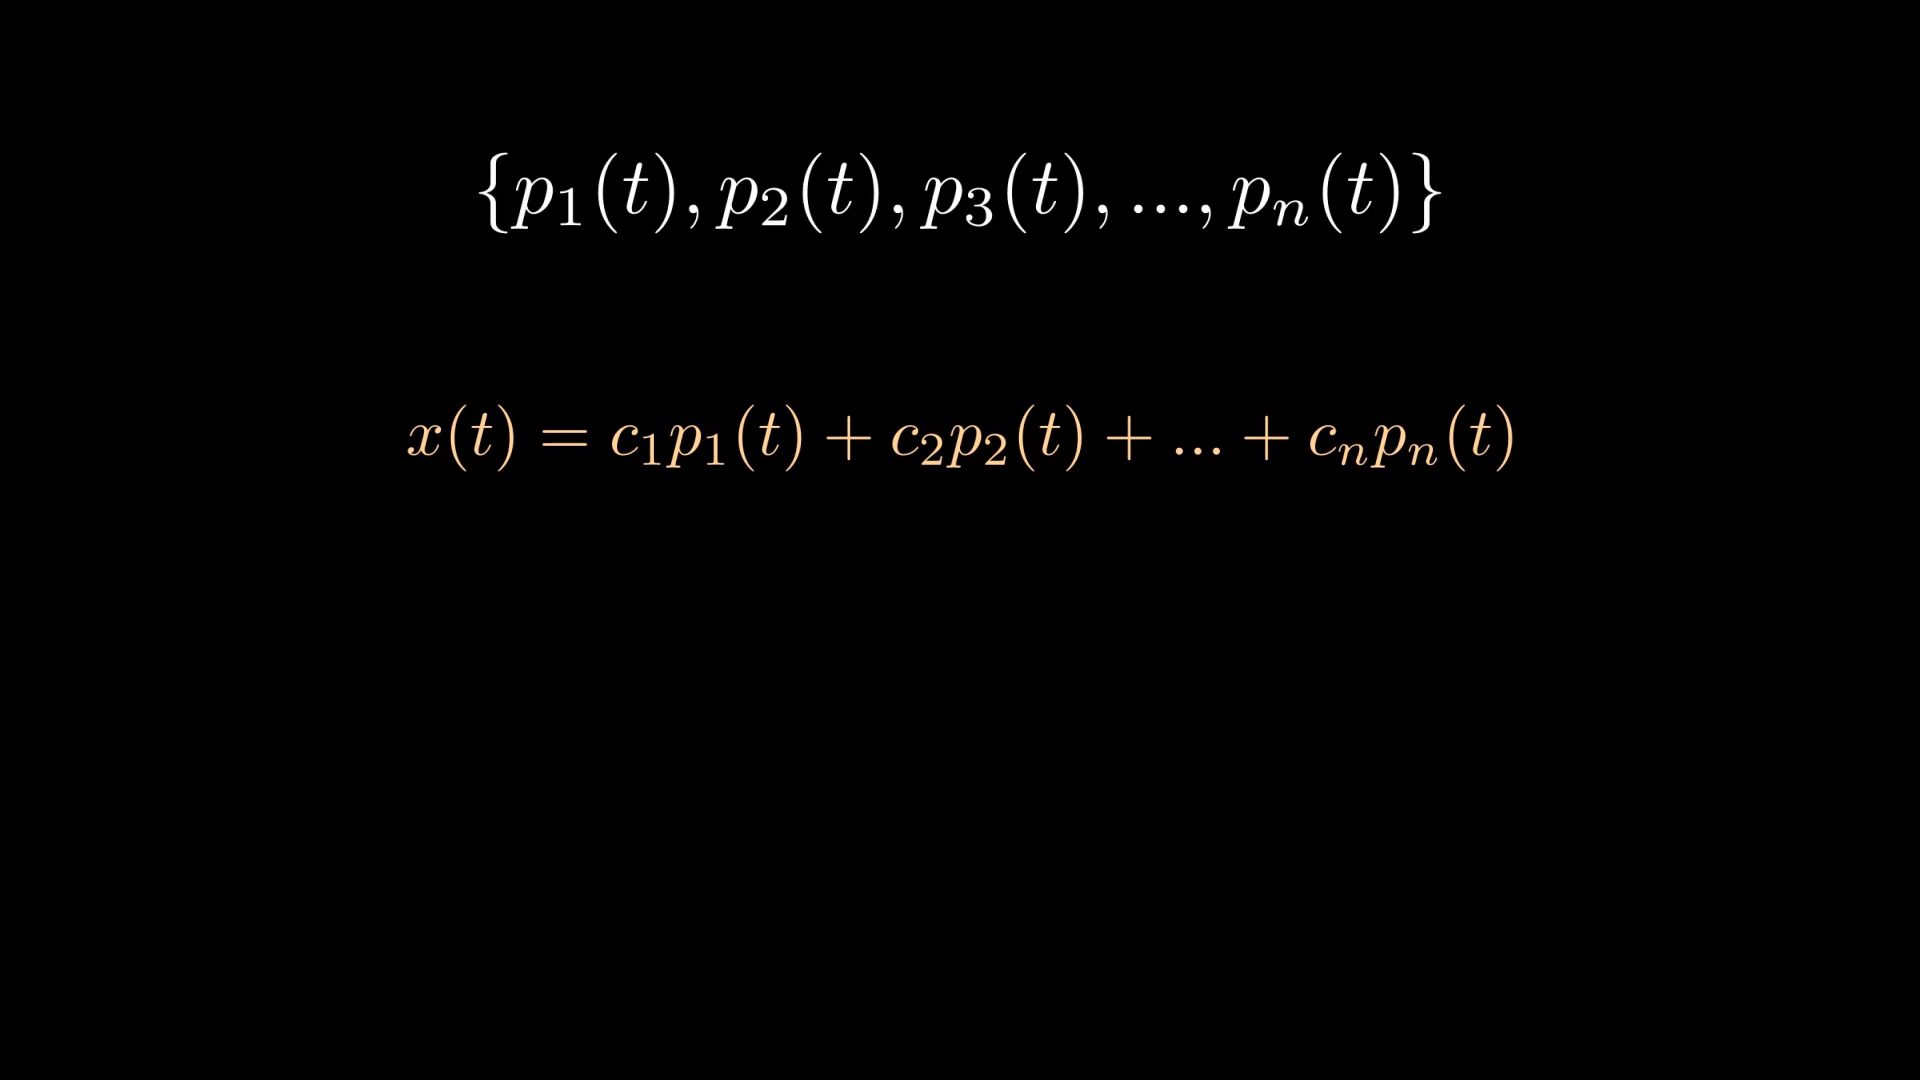 {p₁(t), p₂(t), p₃(t), ..., pₙ(t)}
x(t) = c₁p₁(t) + c₂p₂(t) + ... + cₙpₙ(t)